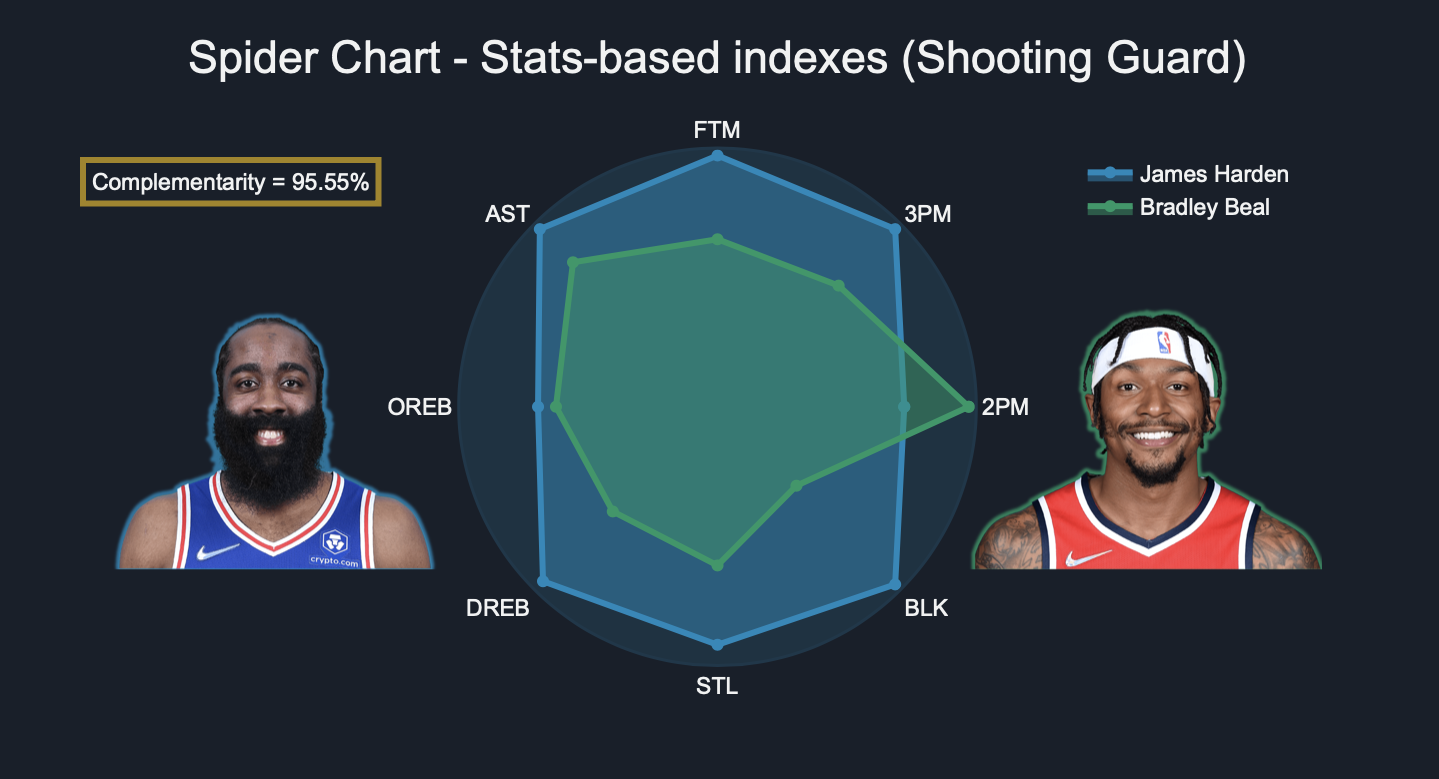 Spider Chart - Stats-based indexes (Shooting Guard)
Complementarity = 95.55%
James Harden
Bradley Beal
FTM
AST
3PM
OREB
2PM
DREB
BLK
STL
crypto.com